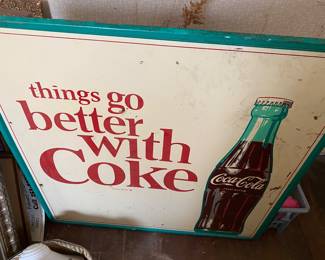 things go
better
with
Coke
Coca-Cola